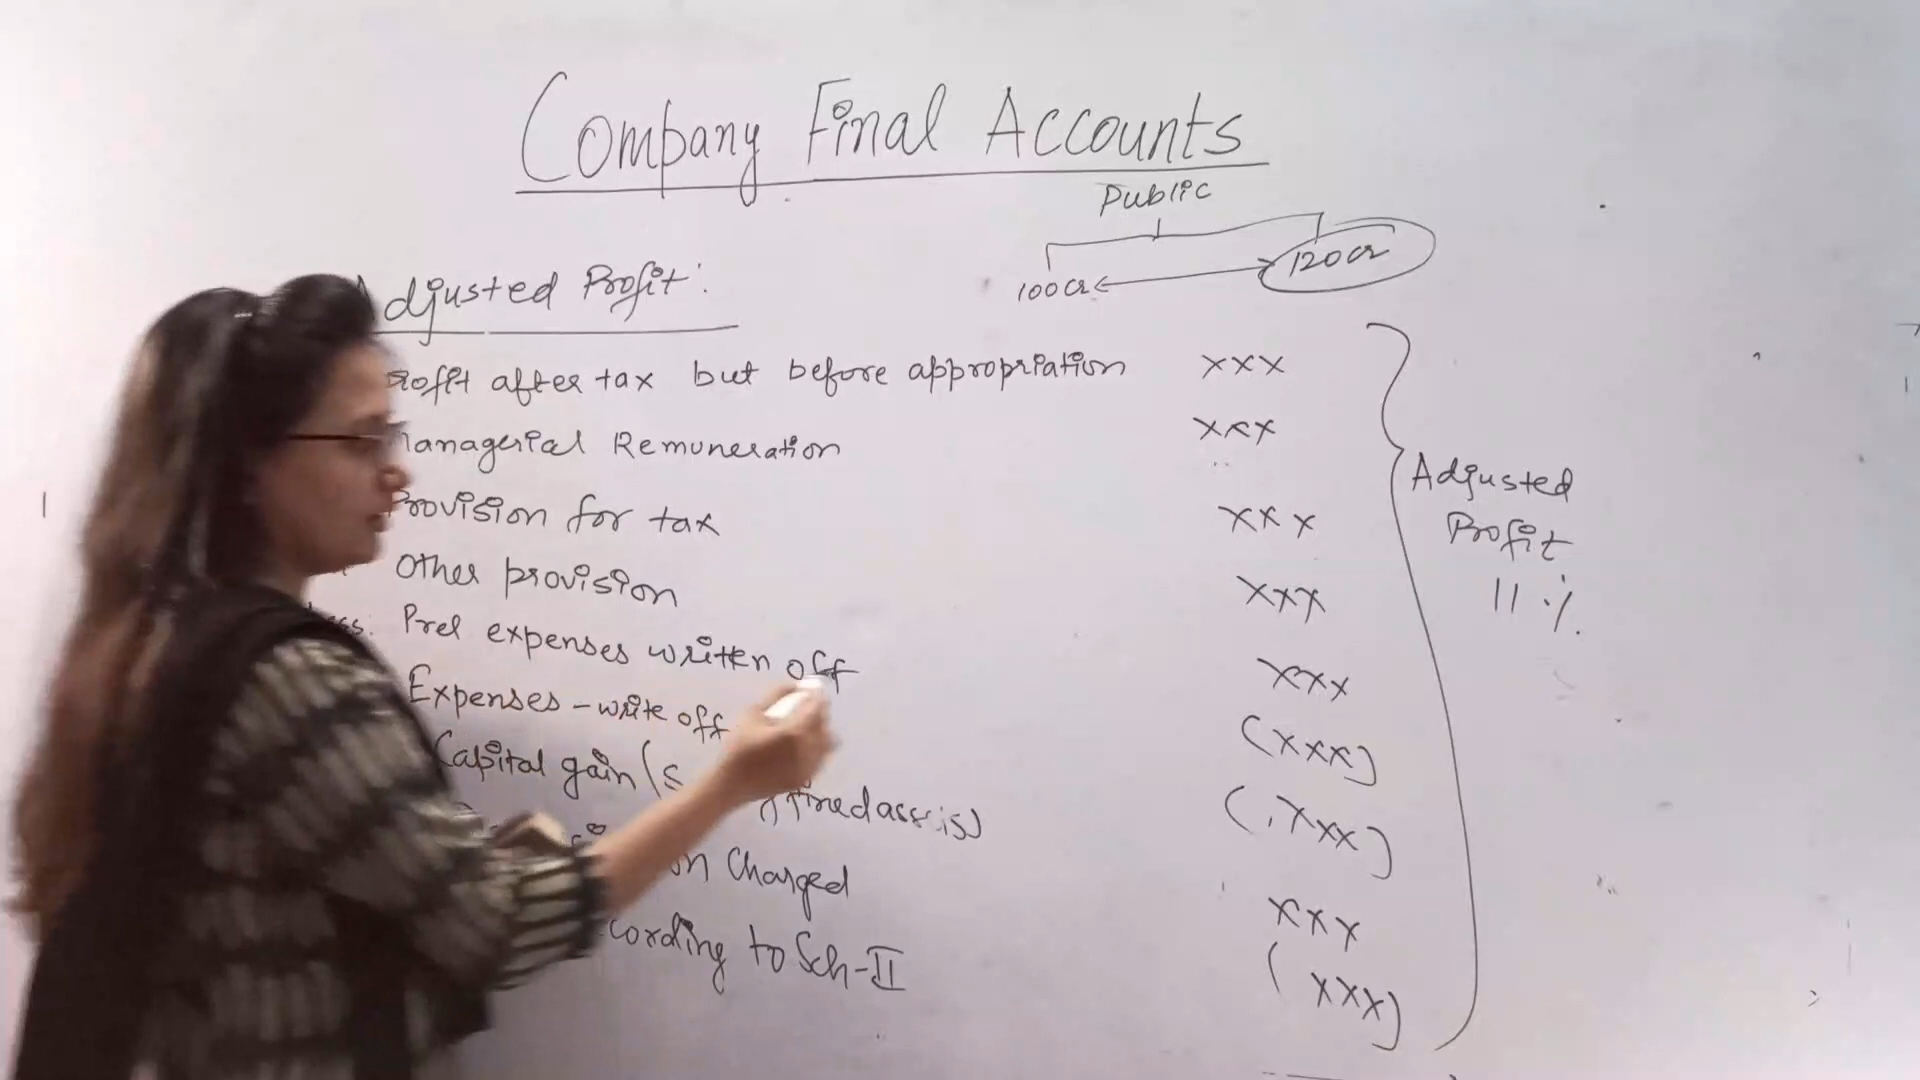 Company Final Accounts
Public
100cr 120cr
Adjusted Profit:
rofit after tax but before appropriation XXX
Managerial Remuneration XXX
Provision for tax XXX
Other provision XXX
ss: Prel expenses written off XXX
Expenses - write off (XXX)
Capital gain (s fixed assets) (XXX)
on Charged XXX
cording to Sch-II (XXX)
Adjusted
Profit
11 %